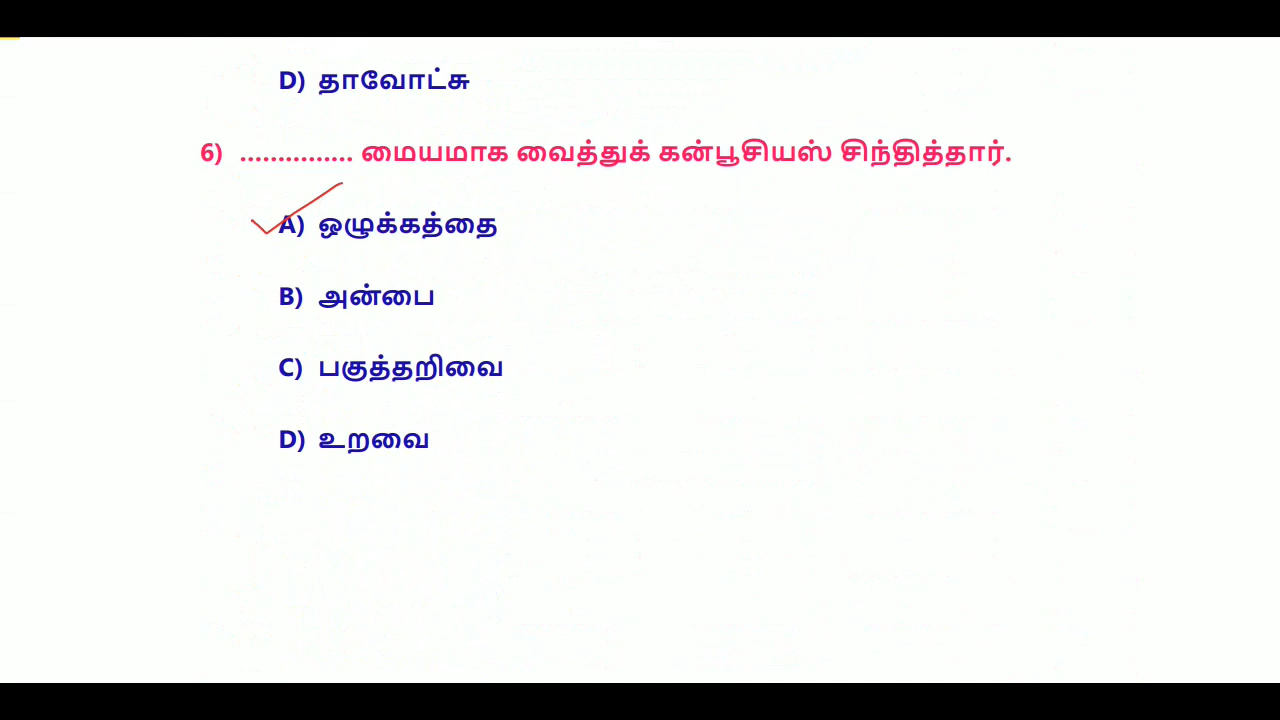 D) தாவோட்சு
6) ............... மையமாக வைத்துக் கன்பூசியஸ் சிந்தித்தார்.
A) ஒழுக்கத்தை
B) அன்பை
C) பகுத்தறிவை
D) உறவை